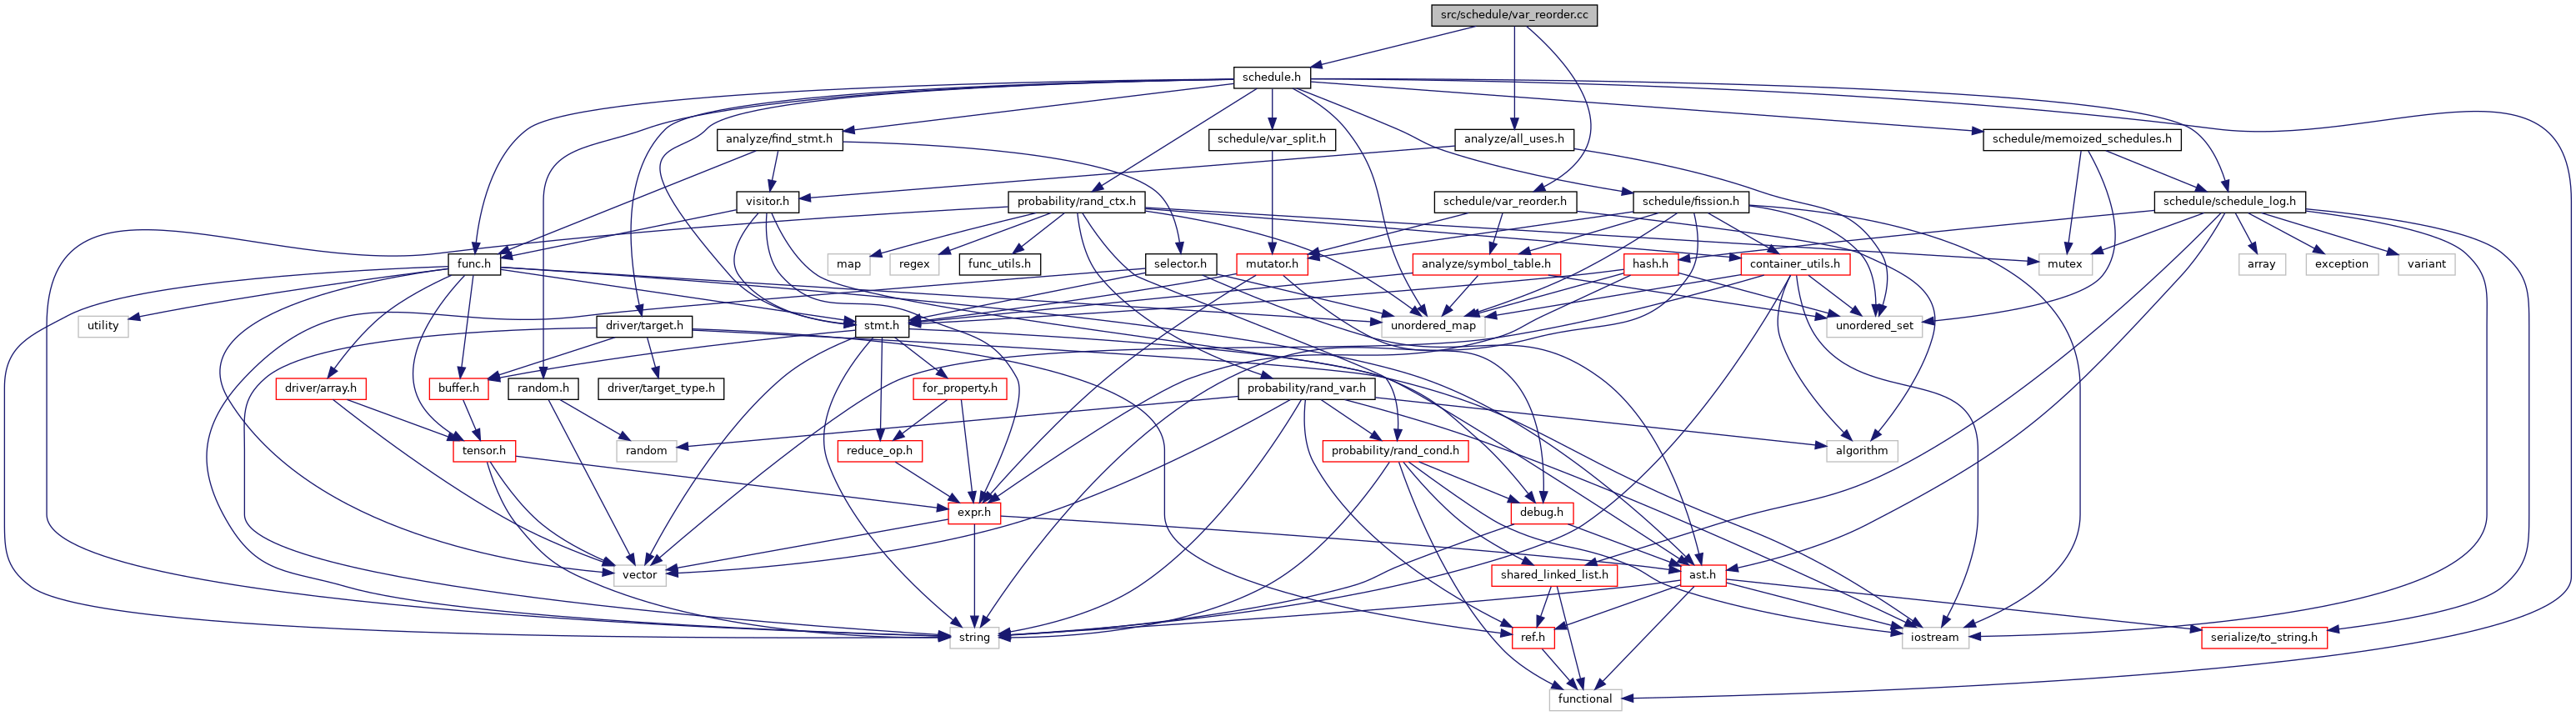 src/schedule/var_reorder.cc
schedule.h
analyze/find_stmt.h
schedule/var_split.h
analyze/all_uses.h
schedule/memoized_schedules.h
visitor.h
probability/rand_ctx.h
schedule/var_reorder.h
schedule/fission.h
schedule/schedule_log.h
func.h
map
regex
func_utils.h
selector.h
mutator.h
analyze/symbol_table.h
hash.h
container_utils.h
mutex
array
exception
variant
utility
driver/target.h
stmt.h
unordered_map
unordered_set
driver/array.h
buffer.h
random.h
driver/target_type.h
for_property.h
probability/rand_var.h
tensor.h
random
reduce_op.h
probability/rand_cond.h
algorithm
expr.h
debug.h
vector
shared_linked_list.h
ast.h
string
ref.h
iostream
serialize/to_string.h
functional